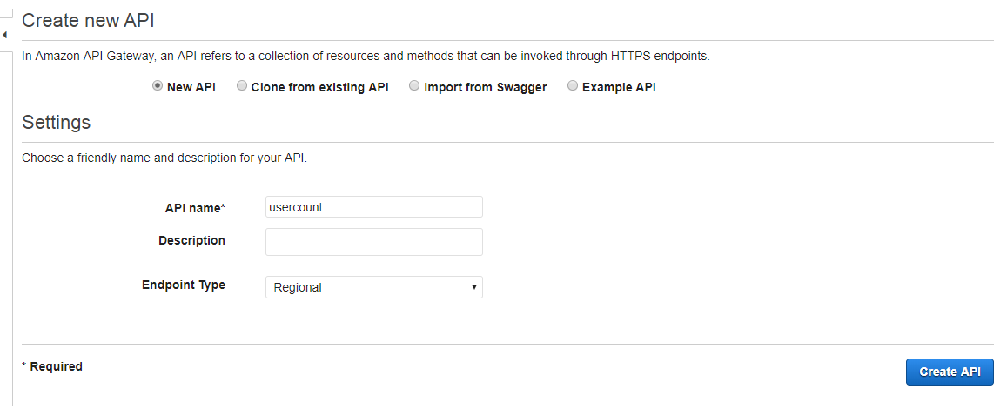 Create new API
In Amazon API Gateway, an API refers to a collection of resources and methods that can be invoked through HTTPS endpoints.
New API Clone from existing API Import from Swagger Example API
Settings
Choose a friendly name and description for your API.
API name* usercount
Description
Endpoint Type Regional
* Required
Create API